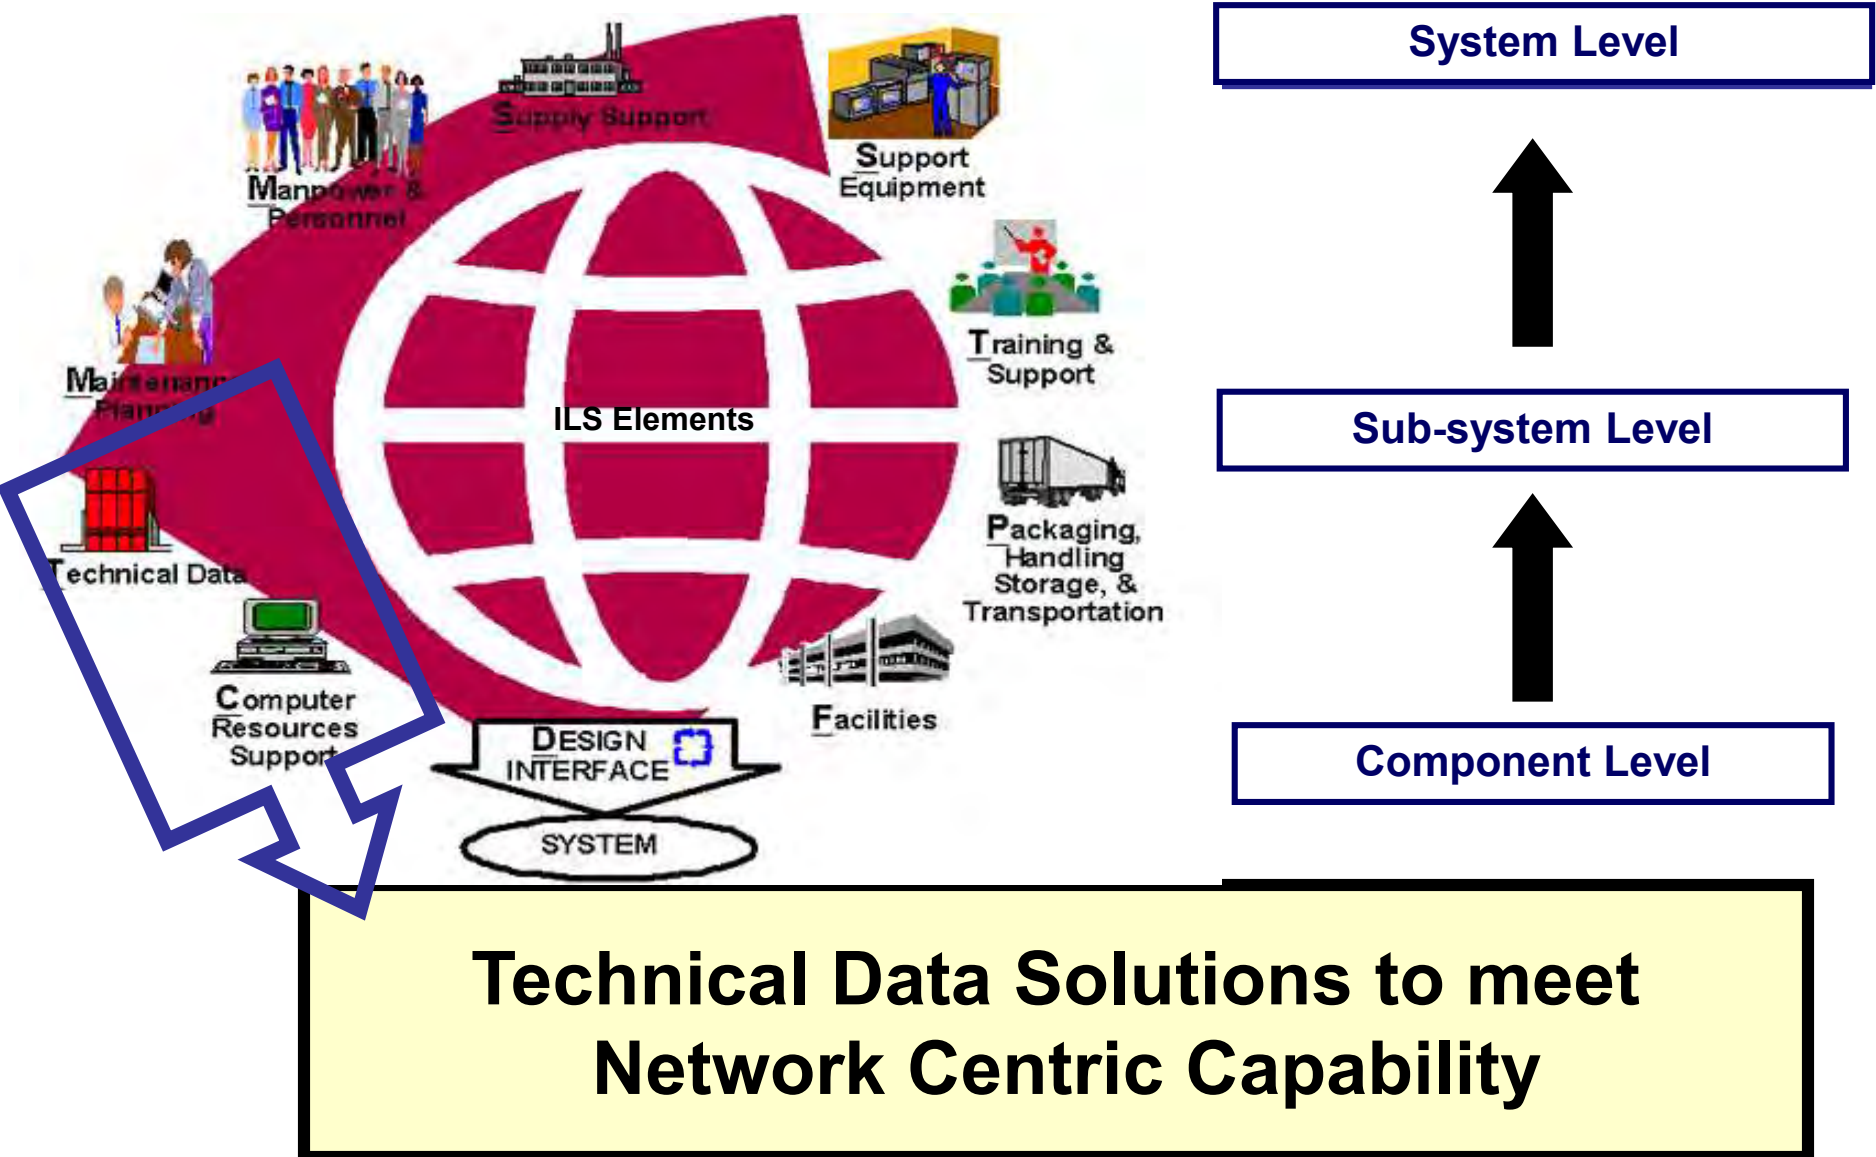 System Level
Supply Support
Support
Equipment
Manpower &
Personnel
Training &
Support
Maintenance
Planning
ILS Elements
Sub-system Level
Packaging,
Handling
Storage, &
Transportation
Technical Data
Computer
Resources
Support
Facilities
DESIGN
INTERFACE
SYSTEM
Component Level
Technical Data Solutions to meet
Network Centric Capability